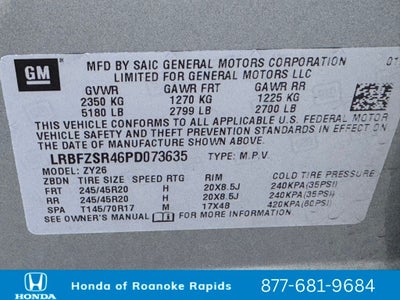 MFD BY SAIC GENERAL MOTORS CORPORATION 01
LIMITED FOR GENERAL MOTORS LLC
GM
GVWR GAWR FRT GAWR RR
2350 KG 1270 KG 1225 KG
5180 LB 2799 LB 2700 LB
THIS VEHICLE CONFORMS TO ALL APPLICABLE U.S. FEDERAL MOTOR
VEHICLE SAFETY AND THEFT PREVENTION STANDARDS IN EFFECT ON
THE DATE OF MANUFACTURE SHOWN ABOVE.
LRBFZSR46PD073635 TYPE: M.P.V.
MODEL: ZY26
ZBDN TIRE SIZE SPEED RTG RIM COLD TIRE PRESSURE
FRT 245/45R20 H 20X8.5J 240KPA(35PSI)
RR 245/45R20 H 20X8.5J 240KPA(35PSI)
SPA T145/70R17 M 17X4B 420KPA(60PSI)
SEE OWNER'S MANUAL FOR ADDITIONAL INFORMATION.
HONDA
Honda
of Roanoke Rapids
877-681-9684